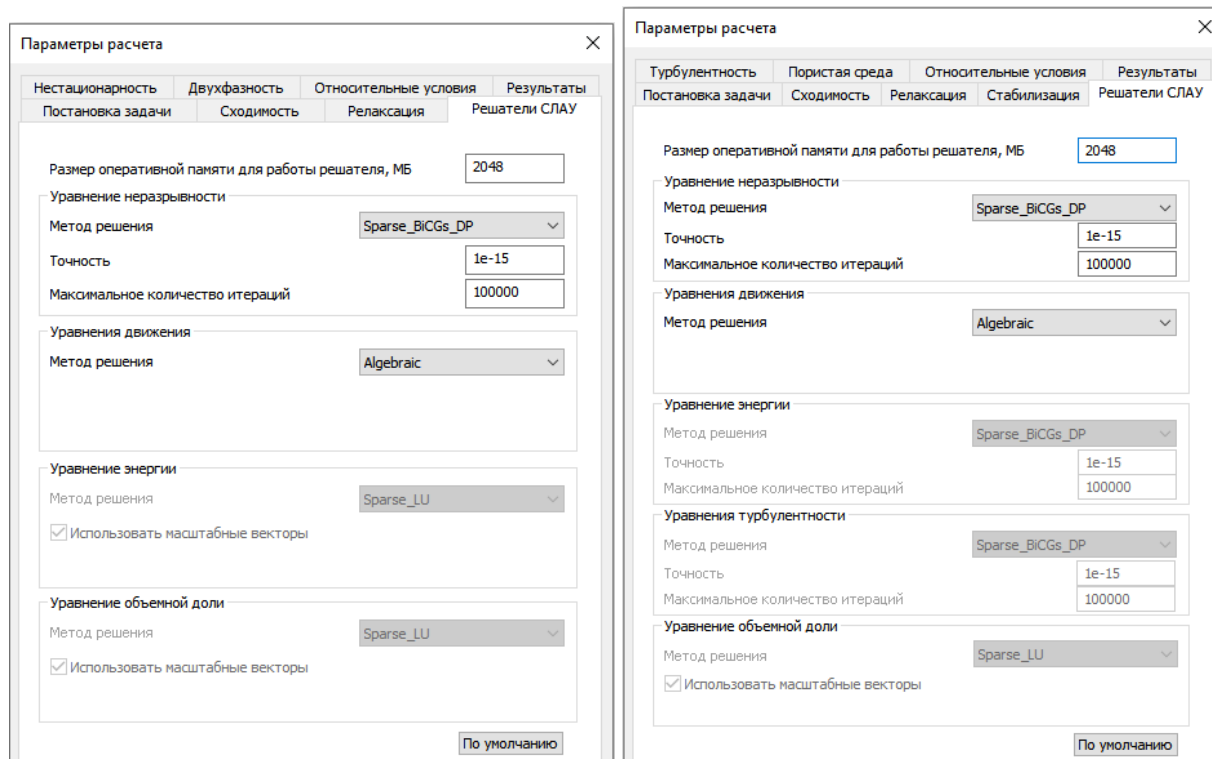 Параметры расчета
Нестационарность Двухфазность Относительные условия Результаты
Постановка задачи Сходимость Релаксация Решатели СЛАУ
Размер оперативной памяти для работы решателя, МБ 2048
Уравнение неразрывности
Метод решения Sparse_BiCGs_DP
Точность 1e-15
Максимальное количество итераций 100000
Уравнения движения
Метод решения Algebraic
Уравнение энергии
Метод решения Sparse_LU
Использовать масштабные векторы
Уравнение объемной доли
Метод решения Sparse_LU
Использовать масштабные векторы
По умолчанию
Параметры расчета
Турбулентность Пористая среда Относительные условия Результаты
Постановка задачи Сходимость Релаксация Стабилизация Решатели СЛАУ
Размер оперативной памяти для работы решателя, МБ 2048
Уравнение неразрывности
Метод решения Sparse_BiCGs_DP
Точность 1e-15
Максимальное количество итераций 100000
Уравнения движения
Метод решения Algebraic
Уравнение энергии
Метод решения Sparse_BiCGs_DP
Точность 1e-15
Максимальное количество итераций 100000
Уравнения турбулентности
Метод решения Sparse_BiCGs_DP
Точность 1e-15
Максимальное количество итераций 100000
Уравнение объемной доли
Метод решения Sparse_LU
Использовать масштабные векторы
По умолчанию